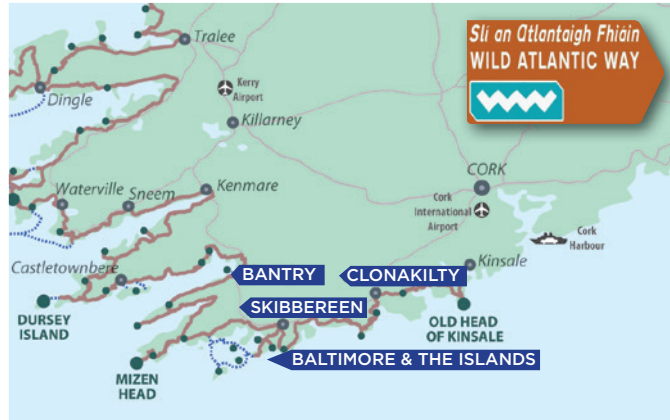 Slí an Atlantaigh Fhiáin
WILD ATLANTIC WAY
Tralee
Kerry
Airport
Dingle
Killarney
CORK
Waterville
Sneem
Kenmare
Cork
International
Airport
Cork
Harbour
Kinsale
Castletownbere
BANTRY
CLONAKILTY
SKIBBEREEN
DURSEY
ISLAND
OLD HEAD
OF KINSALE
BALTIMORE & THE ISLANDS
MIZEN
HEAD